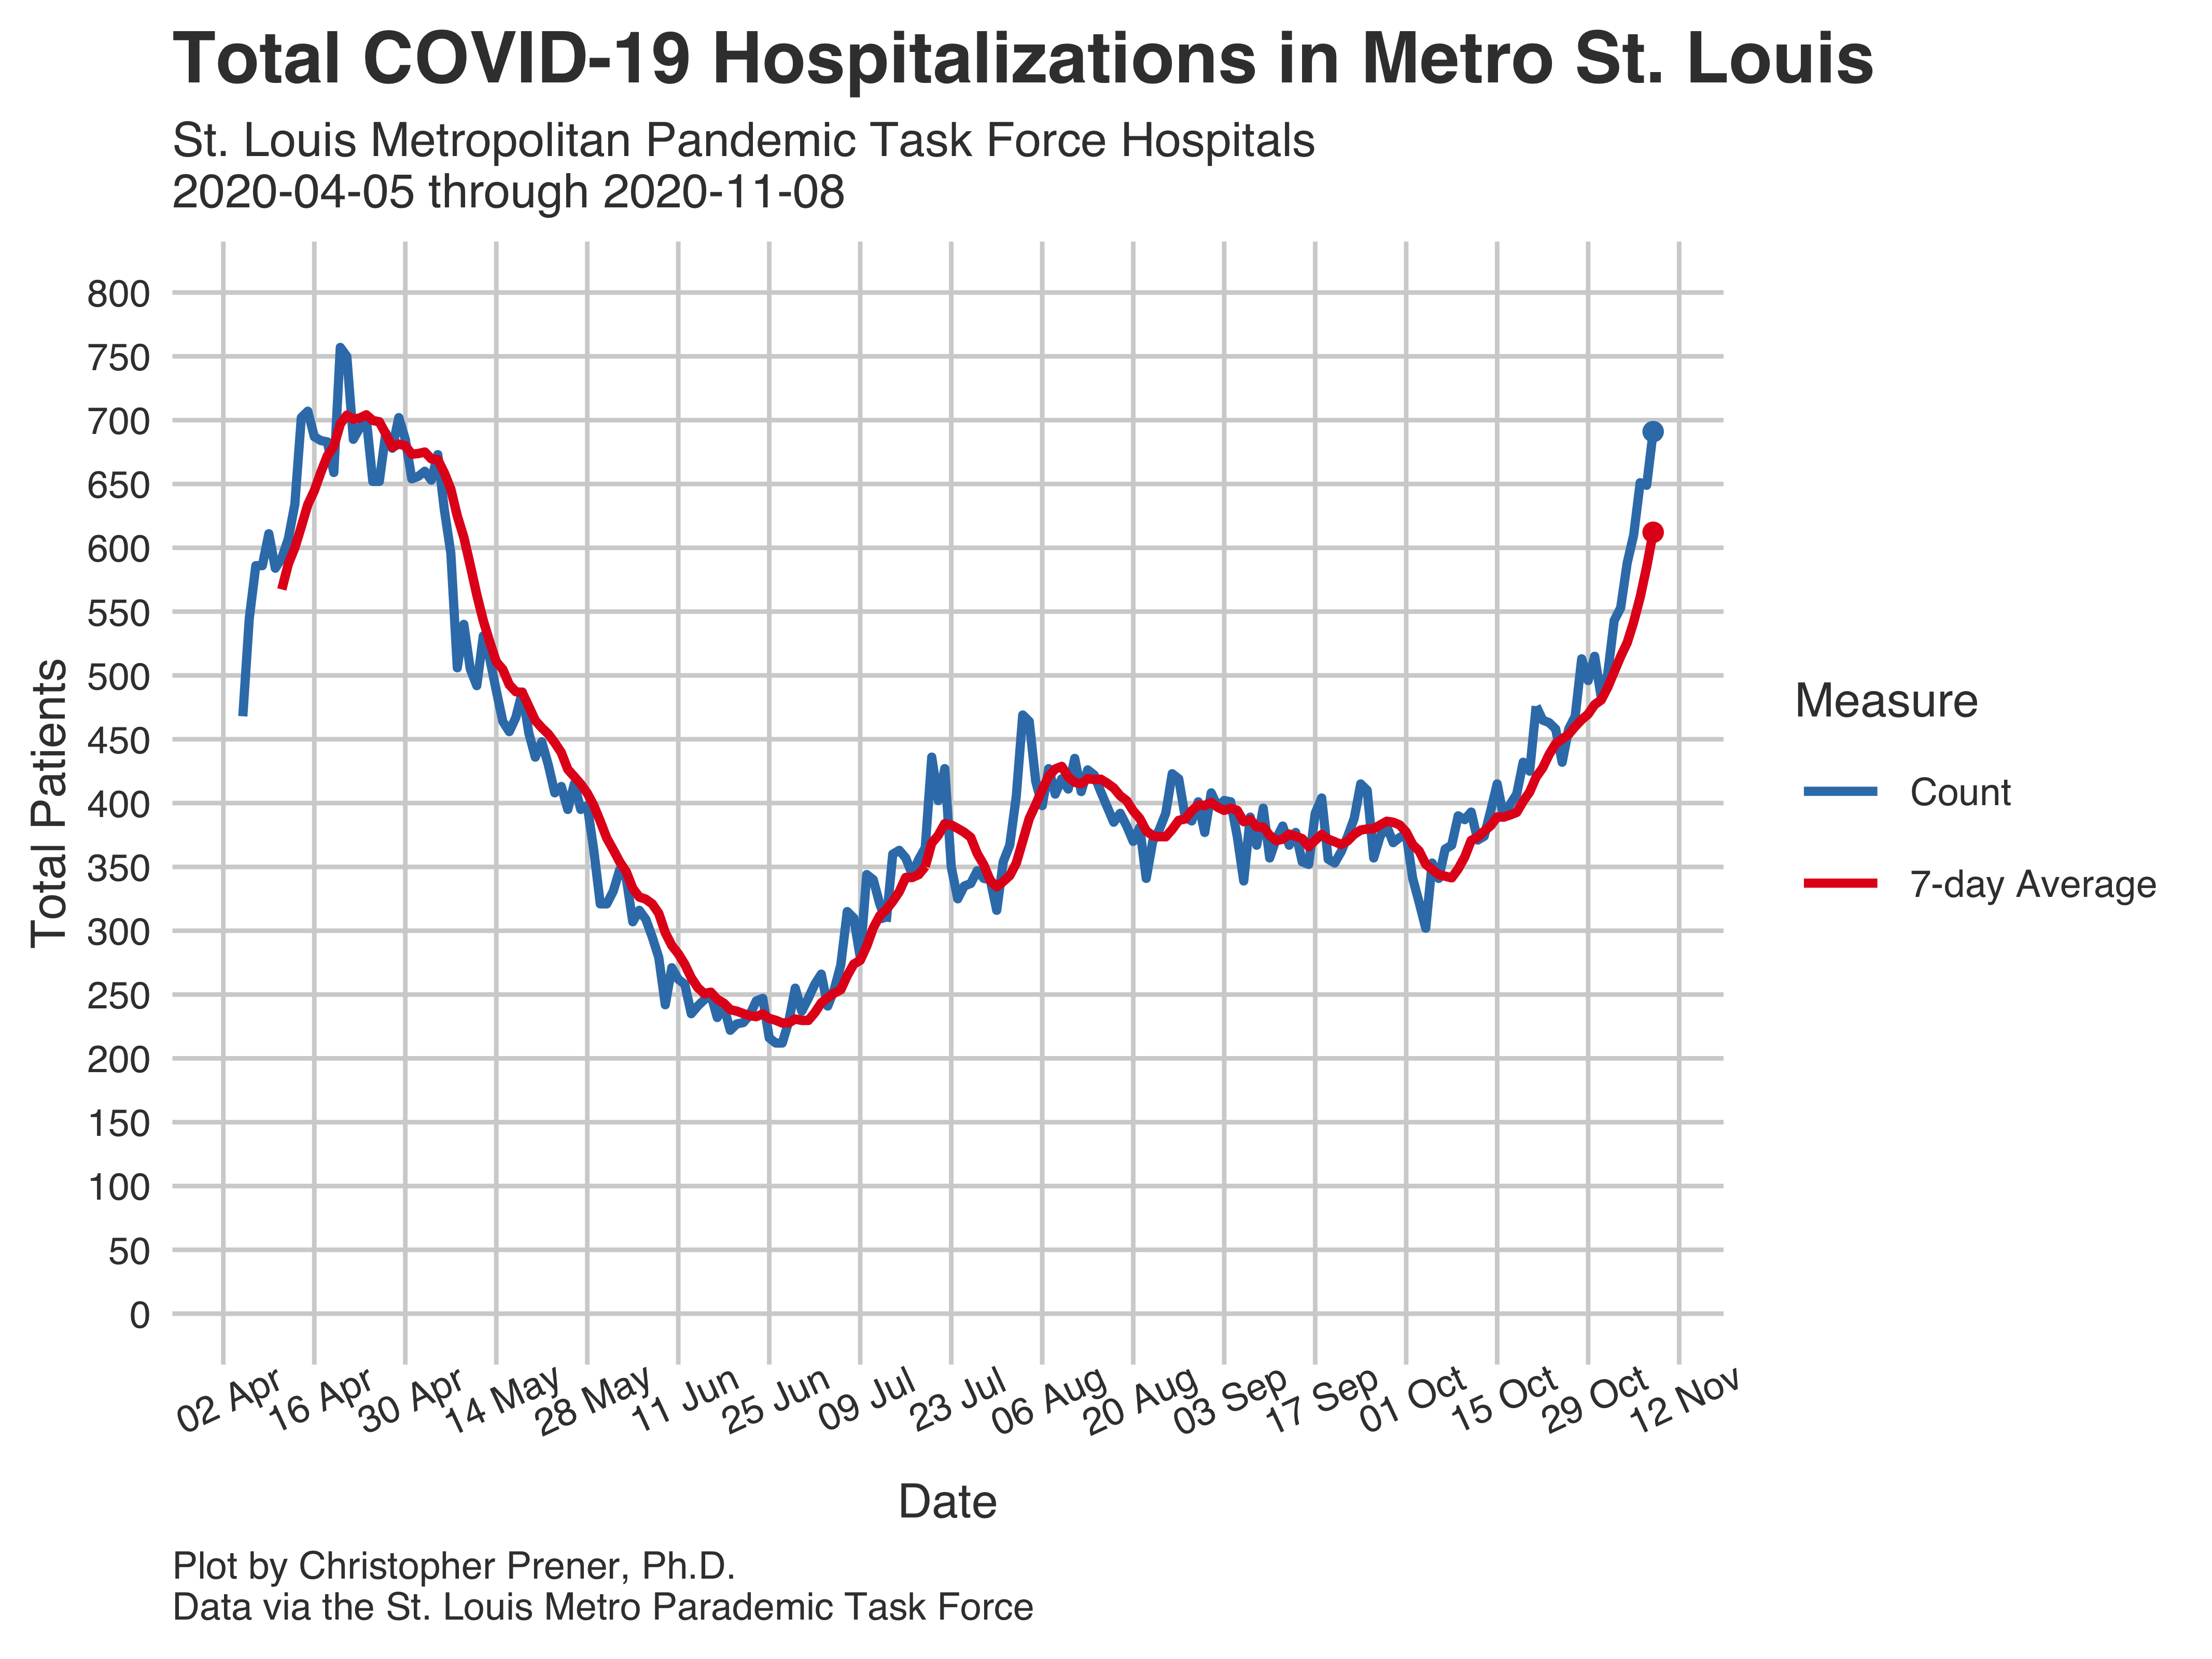 Total COVID-19 Hospitalizations in Metro St. Louis
St. Louis Metropolitan Pandemic Task Force Hospitals
2020-04-05 through 2020-11-08
Total Patients
800
750
700
650
600
550
500
450
400
350
300
250
200
150
100
50
0
02 Apr
16 Apr
30 Apr
14 May
28 May
11 Jun
25 Jun
09 Jul
23 Jul
06 Aug
20 Aug
03 Sep
17 Sep
01 Oct
15 Oct
29 Oct
12 Nov
Date
Measure
Count
7-day Average
Plot by Christopher Prener, Ph.D.
Data via the St. Louis Metro Parademic Task Force